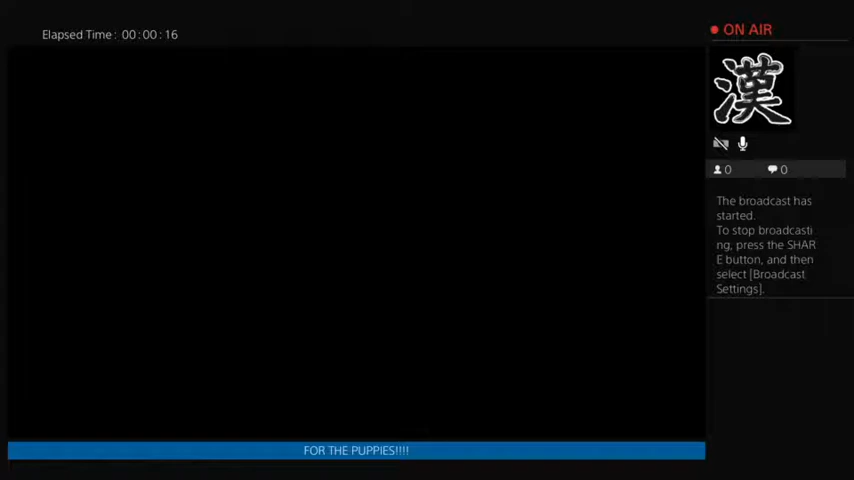 Elapsed Time: 00:00:16
ON AIR
漢
0 0
The broadcast has
started.
To stop broadcasti
ng, press the SHAR
E button, and then
select [Broadcast
Settings].
FOR THE PUPPIES!!!!